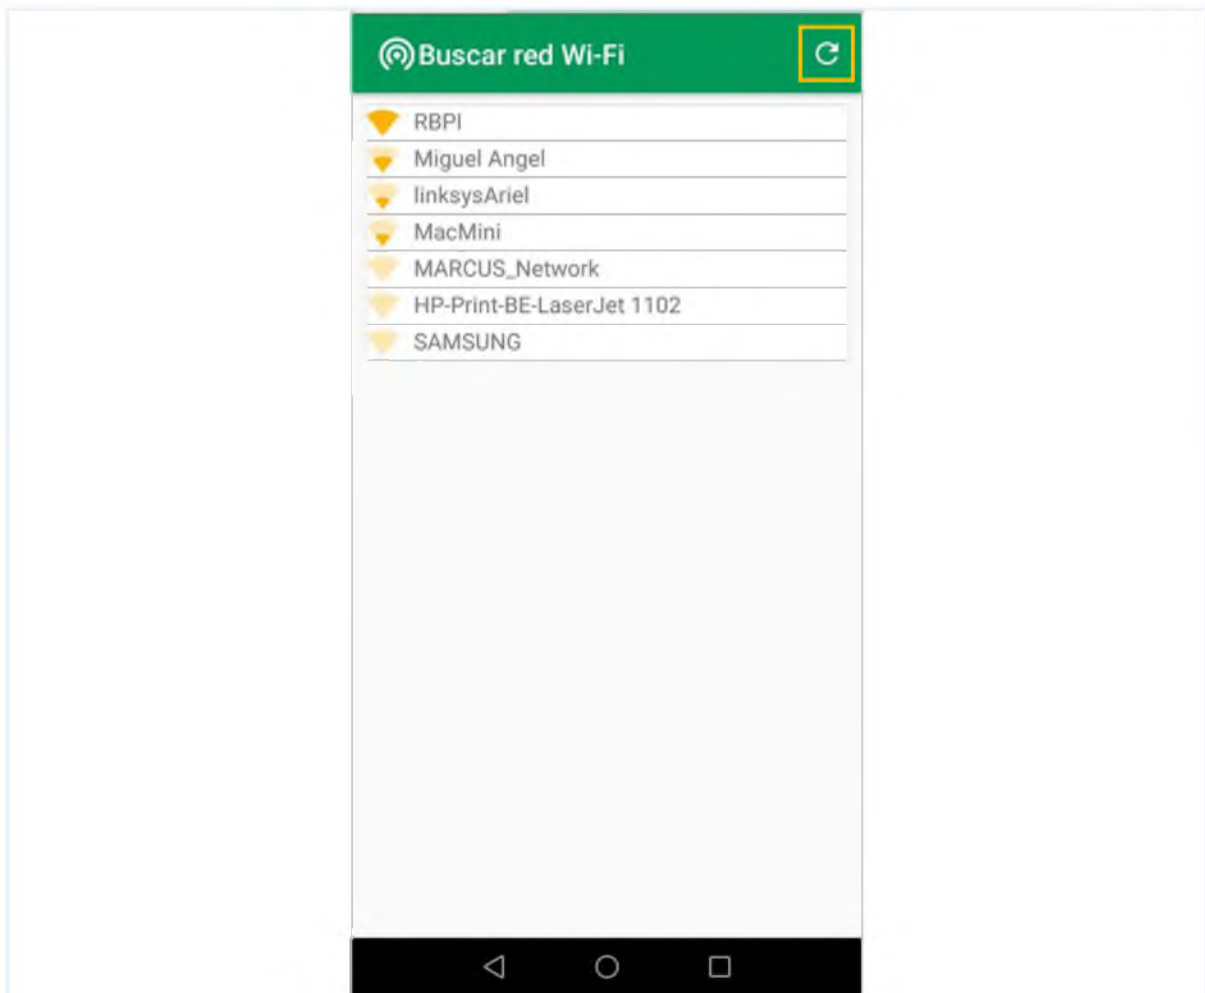 Buscar red Wi-Fi
RBPI
Miguel Angel
linksysAriel
MacMini
MARCUS_Network
HP-Print-BE-LaserJet 1102
SAMSUNG